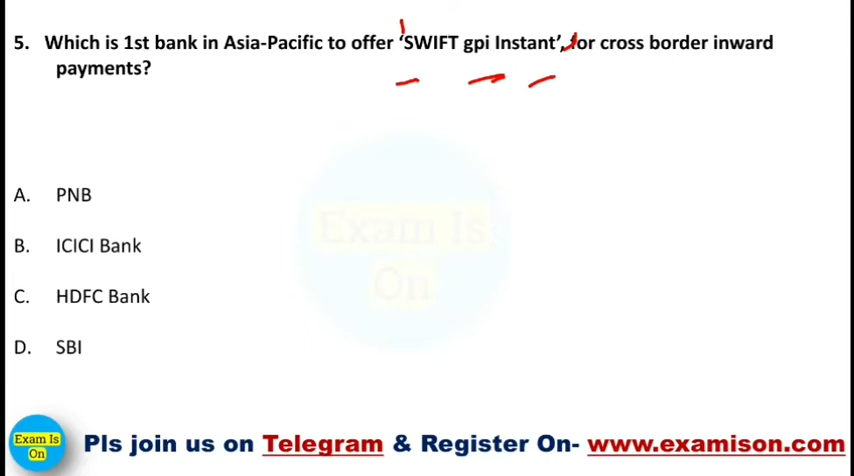 5. Which is 1st bank in Asia-Pacific to offer ‘SWIFT gpi Instant’, for cross border inward
payments?
Exam Is
On
A. PNB
B. ICICI Bank
C. HDFC Bank
D. SBI
Exam Is
On
Pls join us on Telegram & Register On- www.examison.com